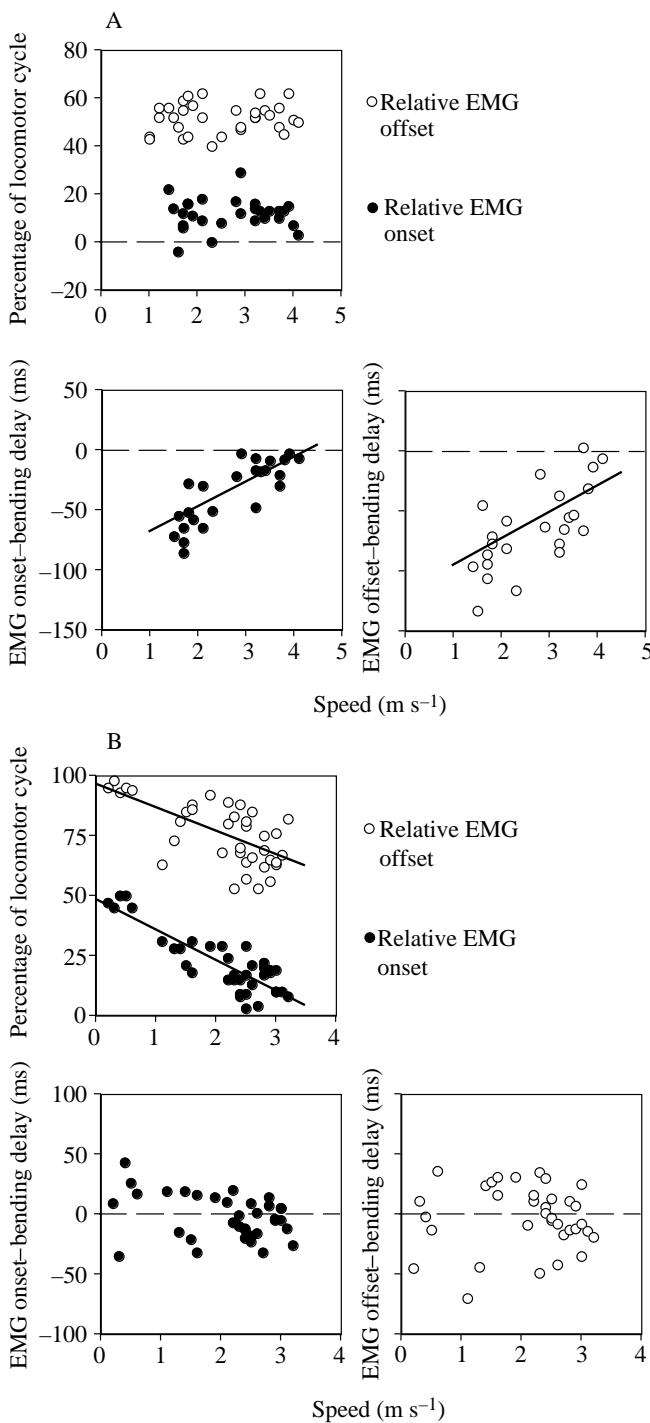 A
Percentage of locomotor cycle
80
60
40
20
0
–20
0 1 2 3 4 5
Relative EMG
offset
Relative EMG
onset
EMG onset–bending delay (ms)
50
0
–50
–100
–150
0 1 2 3 4 5
EMG offset–bending delay (ms)
0 1 2 3 4 5
Speed (m s–1)
B
Percentage of locomotor cycle
100
75
50
25
0
0 1 2 3 4
Relative EMG
offset
Relative EMG
onset
EMG onset–bending delay (ms)
100
50
0
–50
–100
0 1 2 3 4
EMG offset–bending delay (ms)
0 1 2 3 4
Speed (m s–1)